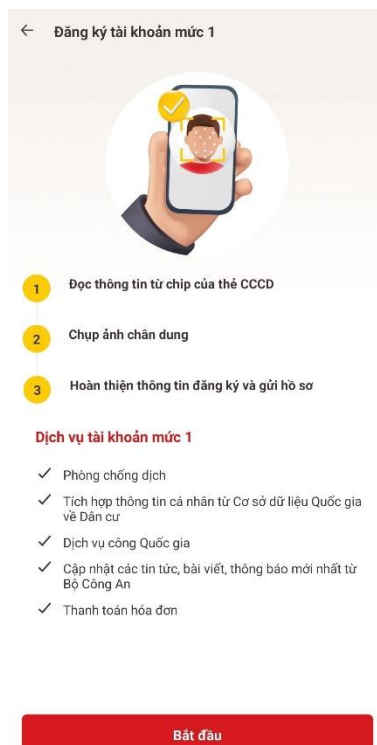 Đăng ký tài khoản mức 1
1 Đọc thông tin từ chip của thẻ CCCD
2 Chụp ảnh chân dung
3 Hoàn thiện thông tin đăng ký và gửi hồ sơ
Dịch vụ tài khoản mức 1
Phòng chống dịch
Tích hợp thông tin cá nhân từ Cơ sở dữ liệu Quốc gia
về Dân cư
Dịch vụ công Quốc gia
Cập nhật các tin tức, bài viết, thông báo mới nhất từ
Bộ Công An
Thanh toán hóa đơn
Bắt đầu